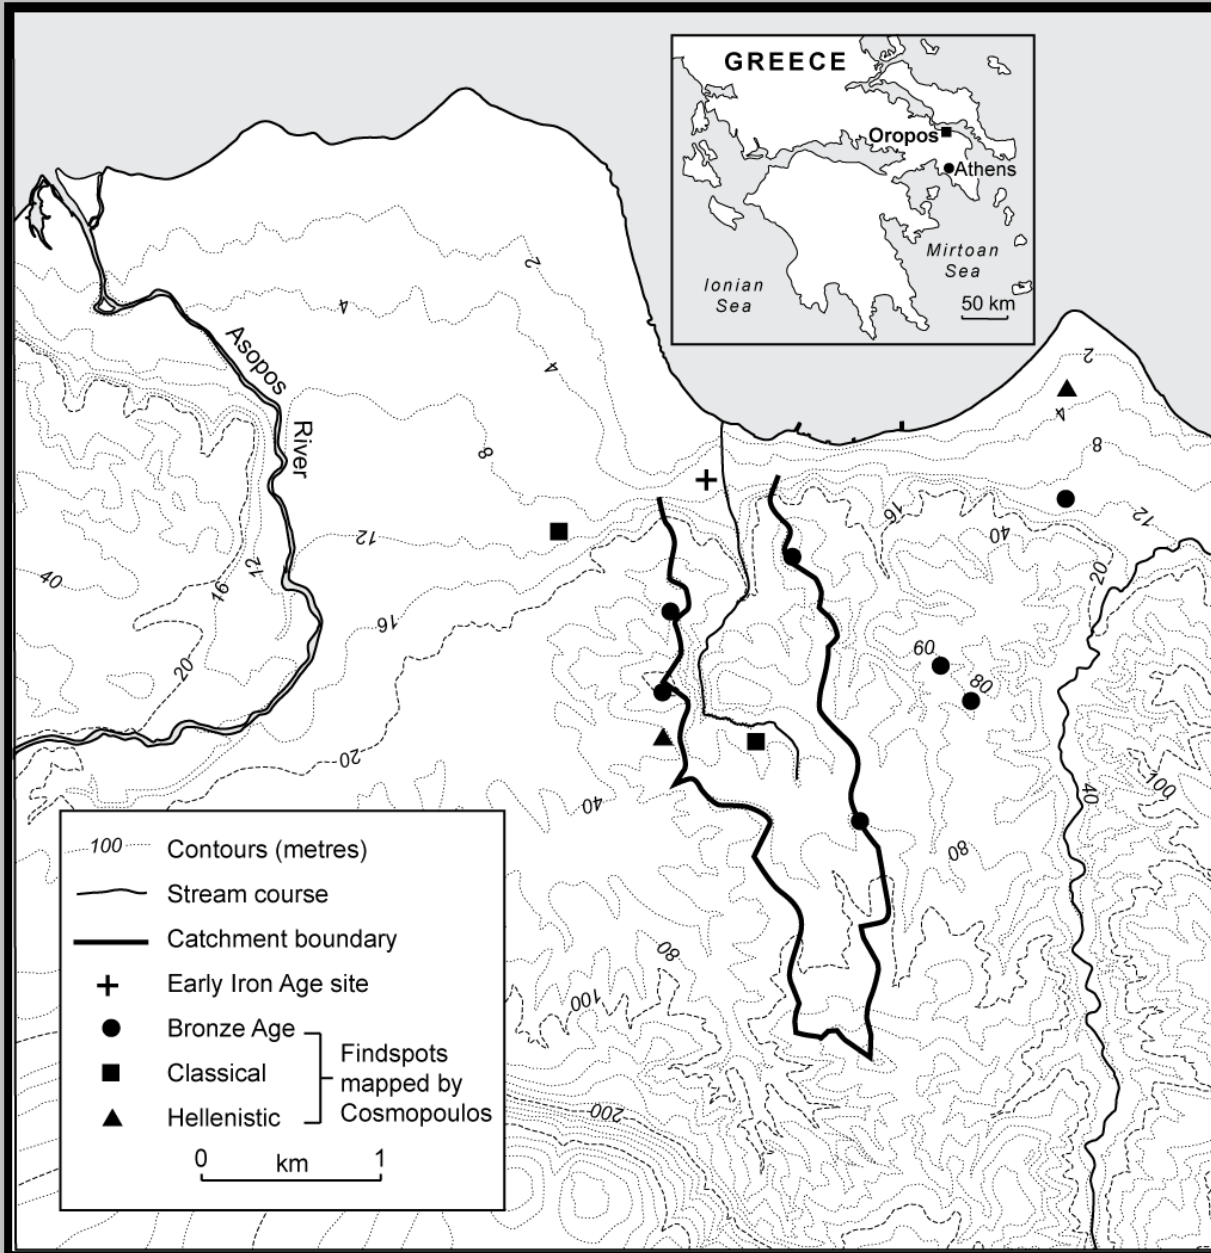 GREECE
Oropos
Athens
Mirtoan
Sea
Ionian
Sea
50 km
2
4
4
2
4
8
Asopos
River
8
12
16
40
12
40
12
16
20
16
20
60
80
20
40
100
40
80
80
100
200
100 Contours (metres)
Stream course
Catchment boundary
Early Iron Age site
Bronze Age
Classical
Hellenistic
Findspots
mapped by
Cosmopoulos
0 km 1